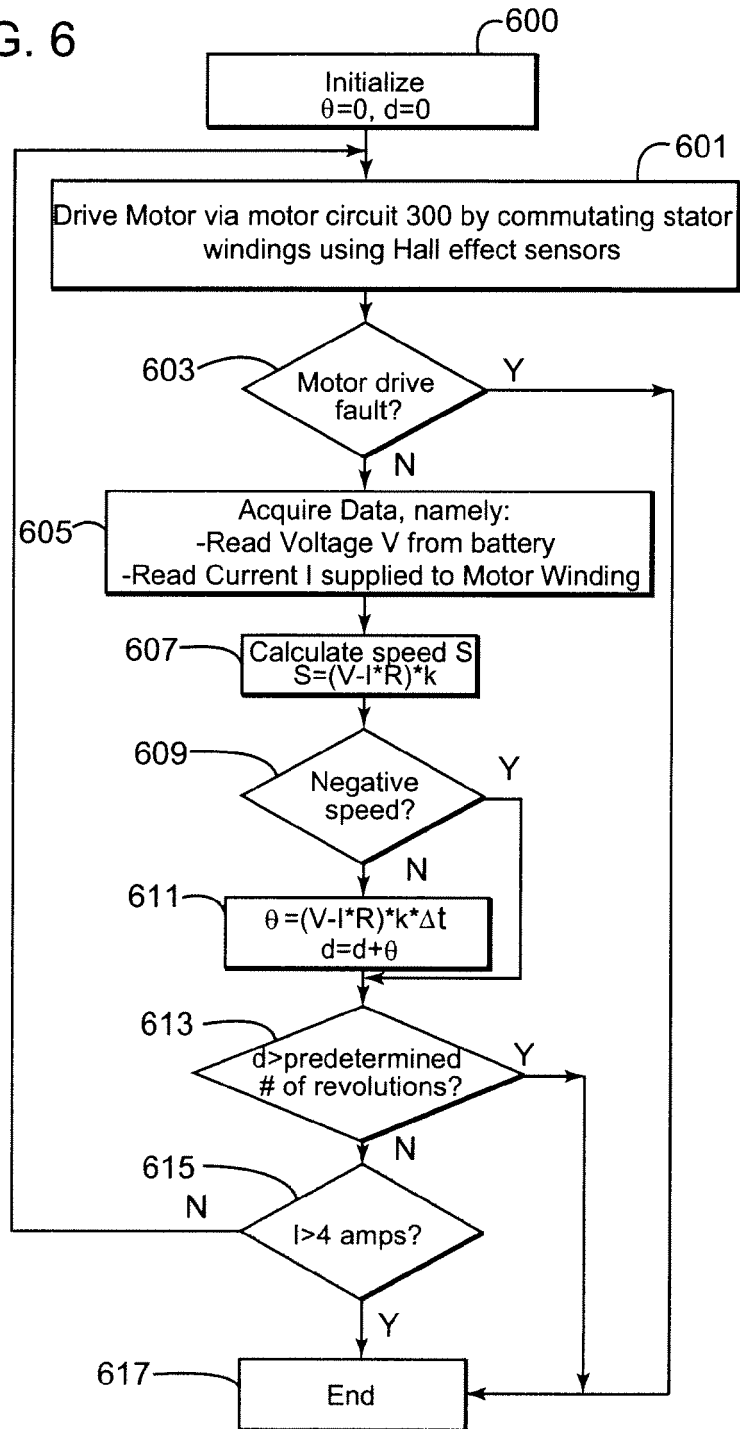 G. 6
600
Initialize
θ=0, d=0
601
Drive Motor via motor circuit 300 by commutating stator
windings using Hall effect sensors
603
Motor drive
fault?
Y
N
605
Acquire Data, namely:
-Read Voltage V from battery
-Read Current I supplied to Motor Winding
607
Calculate speed S
S=(V-I*R)*k
609
Negative
speed?
Y
N
611
θ=(V-I*R)*k*Δt
d=d+θ
613
d>predetermined
# of revolutions?
Y
N
615
N
I>4 amps?
Y
617
End